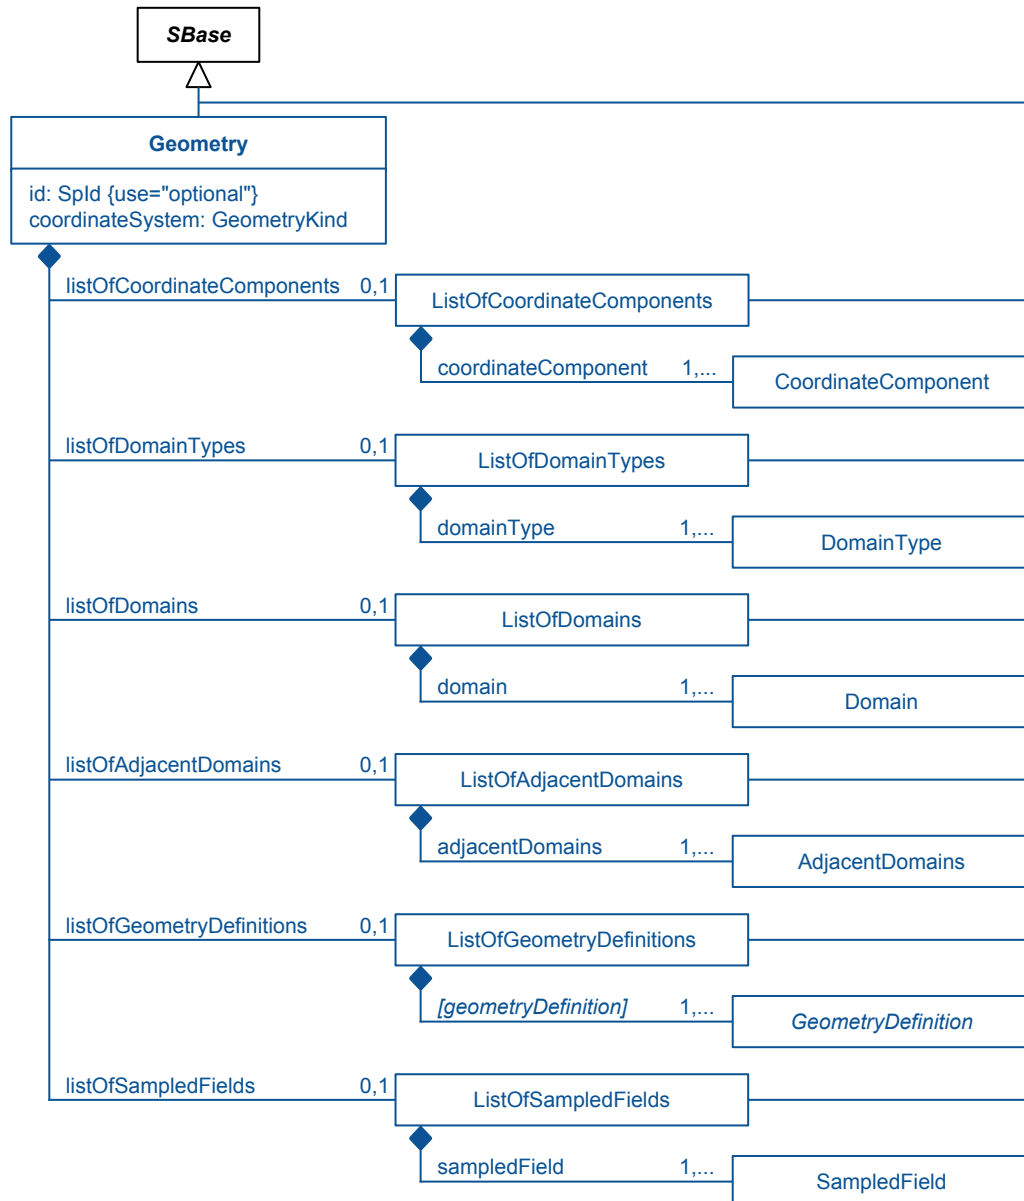 SBase
Geometry
id: SpId {use="optional"}
coordinateSystem: GeometryKind
listOfCoordinateComponents 0,1
ListOfCoordinateComponents
coordinateComponent 1,...
CoordinateComponent
listOfDomainTypes 0,1
ListOfDomainTypes
domainType 1,...
DomainType
listOfDomains 0,1
ListOfDomains
domain 1,...
Domain
listOfAdjacentDomains 0,1
ListOfAdjacentDomains
adjacentDomains 1,...
AdjacentDomains
listOfGeometryDefinitions 0,1
ListOfGeometryDefinitions
[geometryDefinition] 1,...
GeometryDefinition
listOfSampledFields 0,1
ListOfSampledFields
sampledField 1,...
SampledField